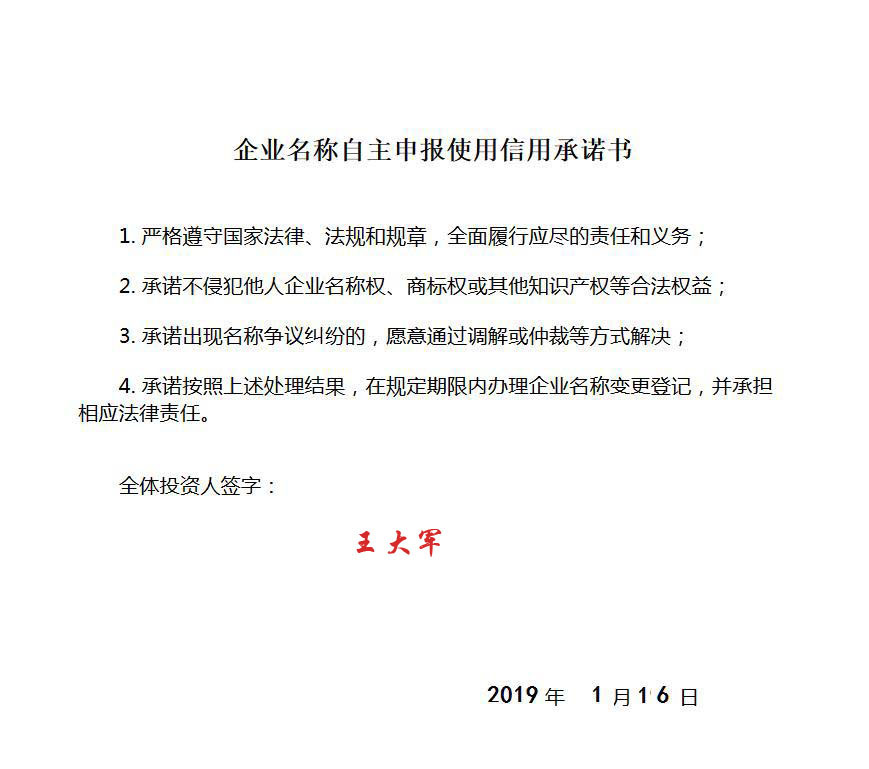 企业名称自主申报使用信用承诺书
1. 严格遵守国家法律、法规和规章，全面履行应尽的责任和义务；
2. 承诺不侵犯他人企业名称权、商标权或其他知识产权等合法权益；
3. 承诺出现名称争议纠纷的，愿意通过调解或仲裁等方式解决；
4. 承诺按照上述处理结果，在规定期限内办理企业名称变更登记，并承担
相应法律责任。
全体投资人签字：
王大军
2019 年 1 月 16 日